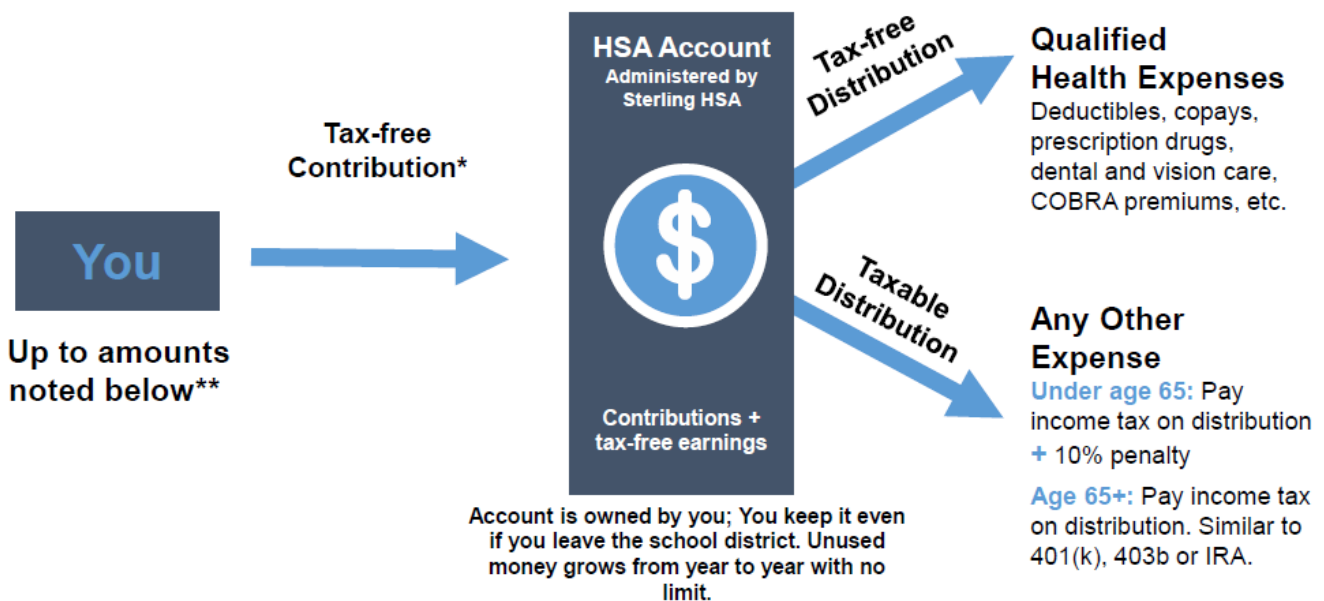 You
Up to amounts
noted below**
Tax-free
Contribution*
HSA Account
Administered by
Sterling HSA
$
Contributions +
tax-free earnings
Account is owned by you; You keep it even
if you leave the school district. Unused
money grows from year to year with no
limit.
Tax-free
Distribution
Qualified
Health Expenses
Deductibles, copays,
prescription drugs,
dental and vision care,
COBRA premiums, etc.
Taxable
Distribution
Any Other
Expense
Under age 65: Pay
income tax on distribution
+ 10% penalty
Age 65+: Pay income tax
on distribution. Similar to
401(k), 403b or IRA.